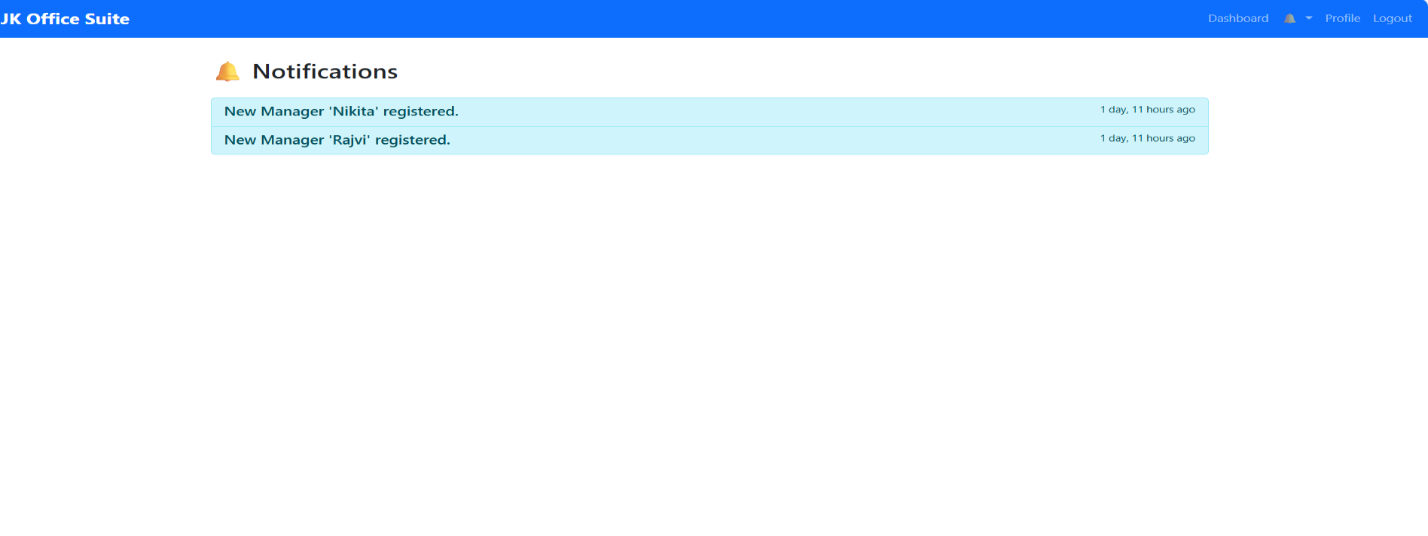 JK Office Suite Dashboard Profile Logout
Notifications
New Manager 'Nikita' registered. 1 day, 11 hours ago
New Manager 'Rajvi' registered. 1 day, 11 hours ago